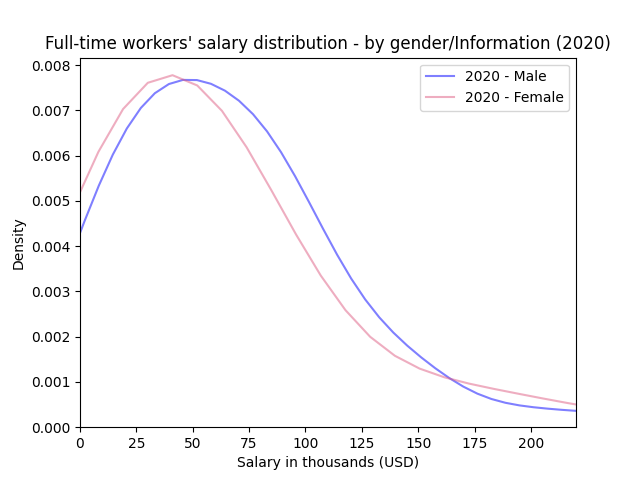 Full-time workers' salary distribution - by gender/Information (2020)
2020 - Male
2020 - Female
Density
0.008
0.007
0.006
0.005
0.004
0.003
0.002
0.001
0.000
0 25 50 75 100 125 150 175 200
Salary in thousands (USD)